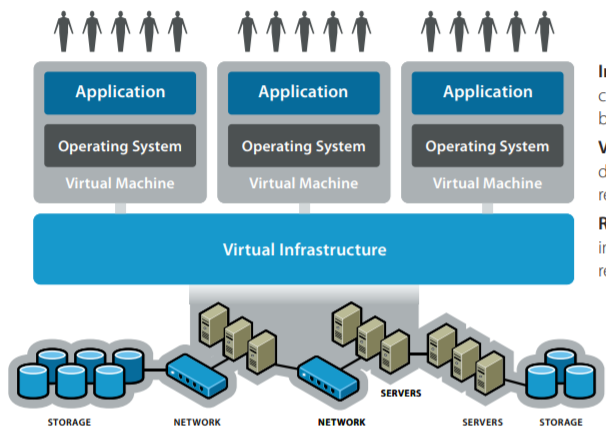 Application
Application
Application
Operating System
Operating System
Operating System
Virtual Machine
Virtual Machine
Virtual Machine
Virtual Infrastructure
STORAGE
NETWORK
NETWORK
SERVERS
SERVERS
STORAGE